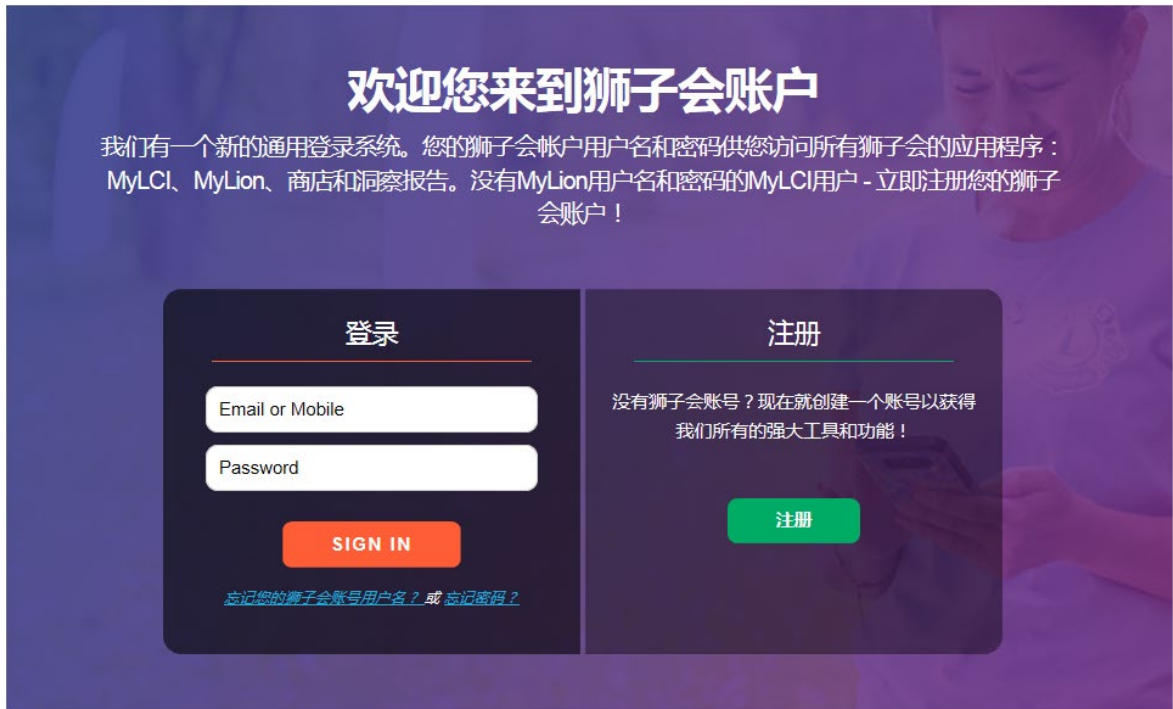 欢迎您来到狮子会账户
我们有一个新的通用登录系统。您的狮子会帐户用户名和密码供您访问所有狮子会的应用程序：
MyLCI、MyLion、商店和洞察报告。没有MyLion用户名和密码的MyLCI用户 - 立即注册您的狮子
会账户！
登录
Email or Mobile
Password
SIGN IN
忘记您的狮子会账号用户名？ 或 忘记密码？
注册
没有狮子会账号？现在就创建一个账号以获得
我们所有的强大工具和功能！
注册